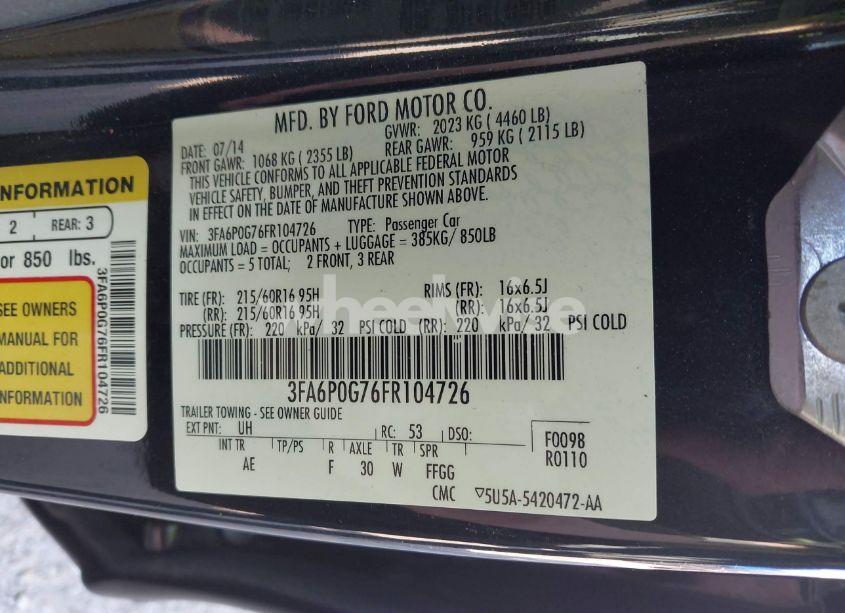 NFORMATION
2 REAR: 3
or 850 lbs.
SEE OWNERS
MANUAL FOR
ADDITIONAL
INFORMATION
3FA6P0G76FR104726
MFD. BY FORD MOTOR CO.
DATE: 07/14 GVWR: 2023 KG ( 4460 LB)
FRONT GAWR: 1068 KG ( 2355 LB) REAR GAWR: 959 KG ( 2115 LB)
THIS VEHICLE CONFORMS TO ALL APPLICABLE FEDERAL MOTOR
VEHICLE SAFETY, BUMPER, AND THEFT PREVENTION STANDARDS
IN EFFECT ON THE DATE OF MANUFACTURE SHOWN ABOVE.
VIN: 3FA6P0G76FR104726 TYPE: Passenger Car
MAXIMUM LOAD = OCCUPANTS + LUGGAGE = 385KG/ 850LB
OCCUPANTS = 5 TOTAL; 2 FRONT, 3 REAR
TIRE (FR): 215/60R16 95H RIMS (FR): 16x6.5J
(RR): 215/60R16 95H (RR): 16x6.5J
PRESSURE (FR): 220 kPa/ 32 PSI COLD (RR): 220 kPa/ 32 PSI COLD
wheelywise
3FA6P0G76FR104726
TRAILER TOWING - SEE OWNER GUIDE
EXT PNT: UH RC: 53 DSO:
INT TR TP/PS R AXLE TR SPR
AE F 30 W FFGG
F0098
R0110
CMC ▽5U5A-5420472-AA